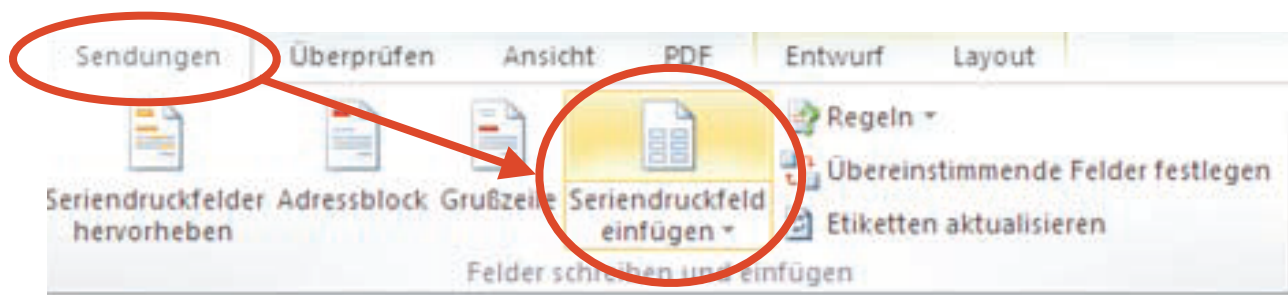 Sendungen Überprüfen Ansicht PDF Entwurf Layout
Seriendruckfelder hervorheben
Adressblock
Grußzeile
Seriendruckfeld einfügen
Regeln
Übereinstimmende Felder festlegen
Etiketten aktualisieren
Felder schreiben und einfügen